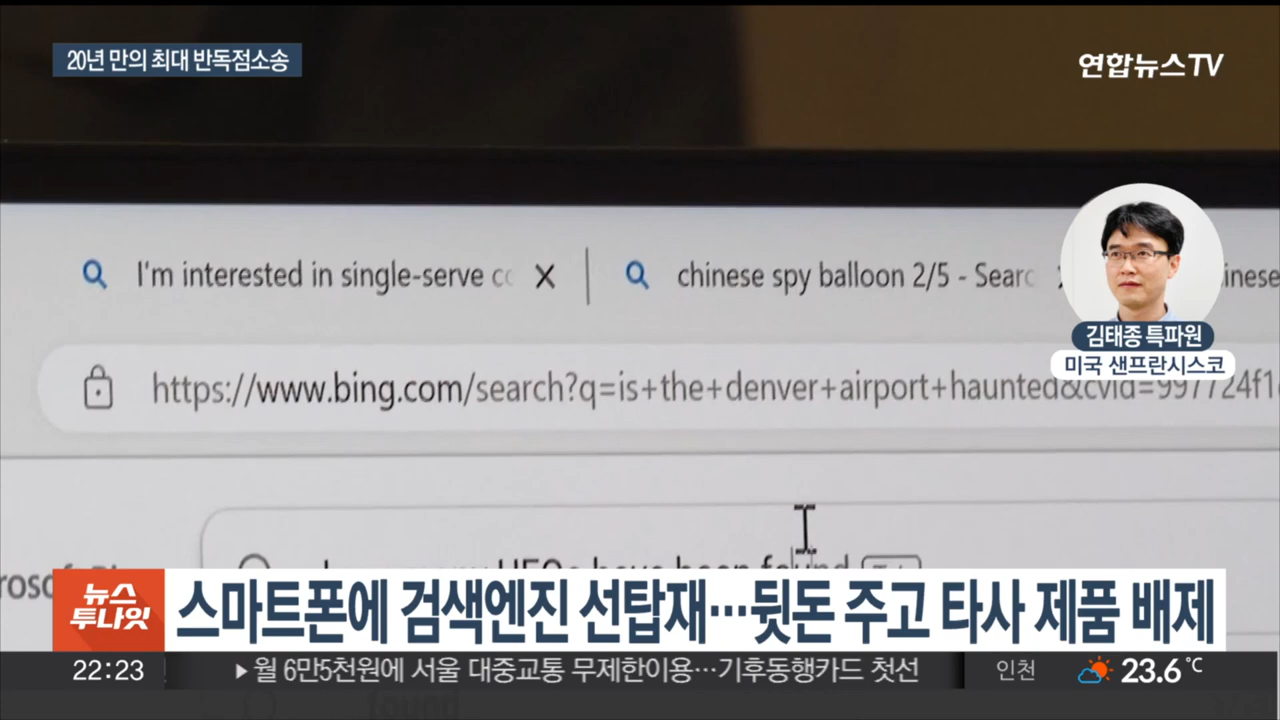 20년 만의 최대 반독점소송
연합뉴스TV
I'm interested in single-serve
chinese spy balloon 2/5 - Searc
김태종 특파원
미국 샌프란시스코
https://www.bing.com/search?q=is+the+denver+airport+haunted&cvid=997724f1
have been found
뉴스
투나잇
스마트폰에 검색엔진 선탑재…뒷돈 주고 타사 제품 배제
22:23
▶월 6만5천원에 서울 대중교통 무제한이용…기후동행카드 첫선
인천
23.6℃
found